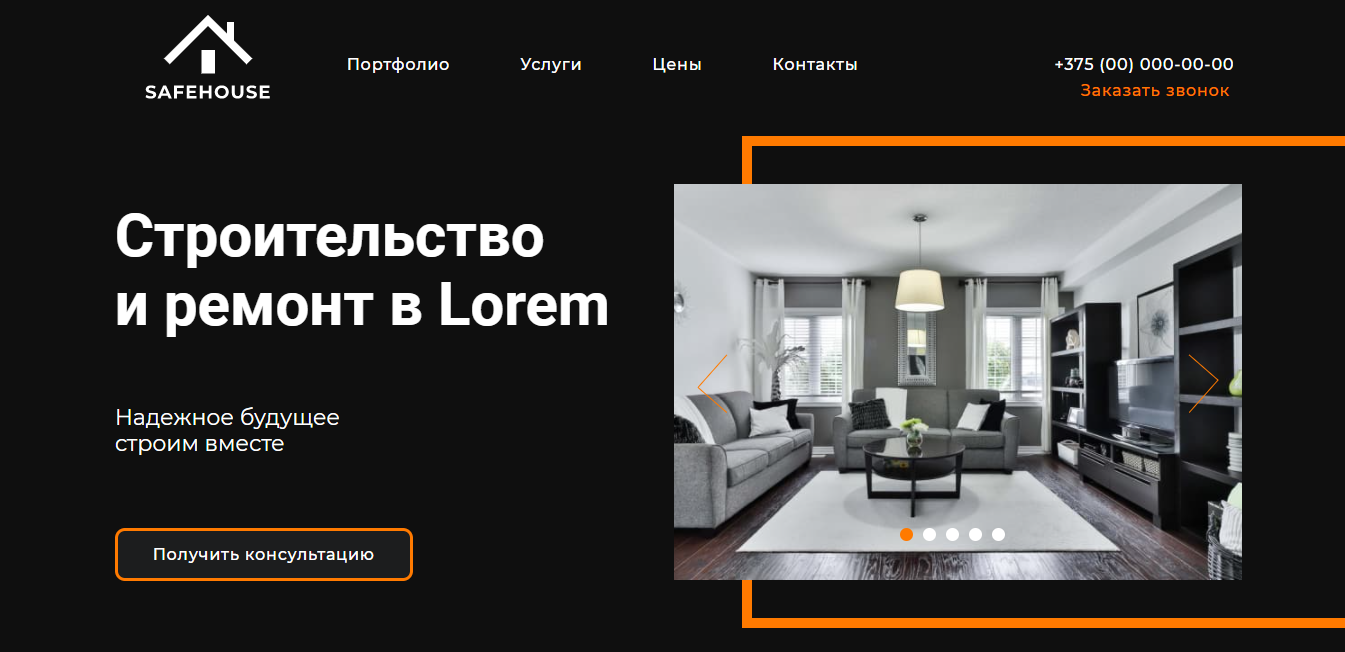 SAFEHOUSE
Портфолио
Услуги
Цены
Контакты
+375 (00) 000-00-00
Заказать звонок
Строительство
и ремонт в Lorem
Надежное будущее
строим вместе
Получить консультацию